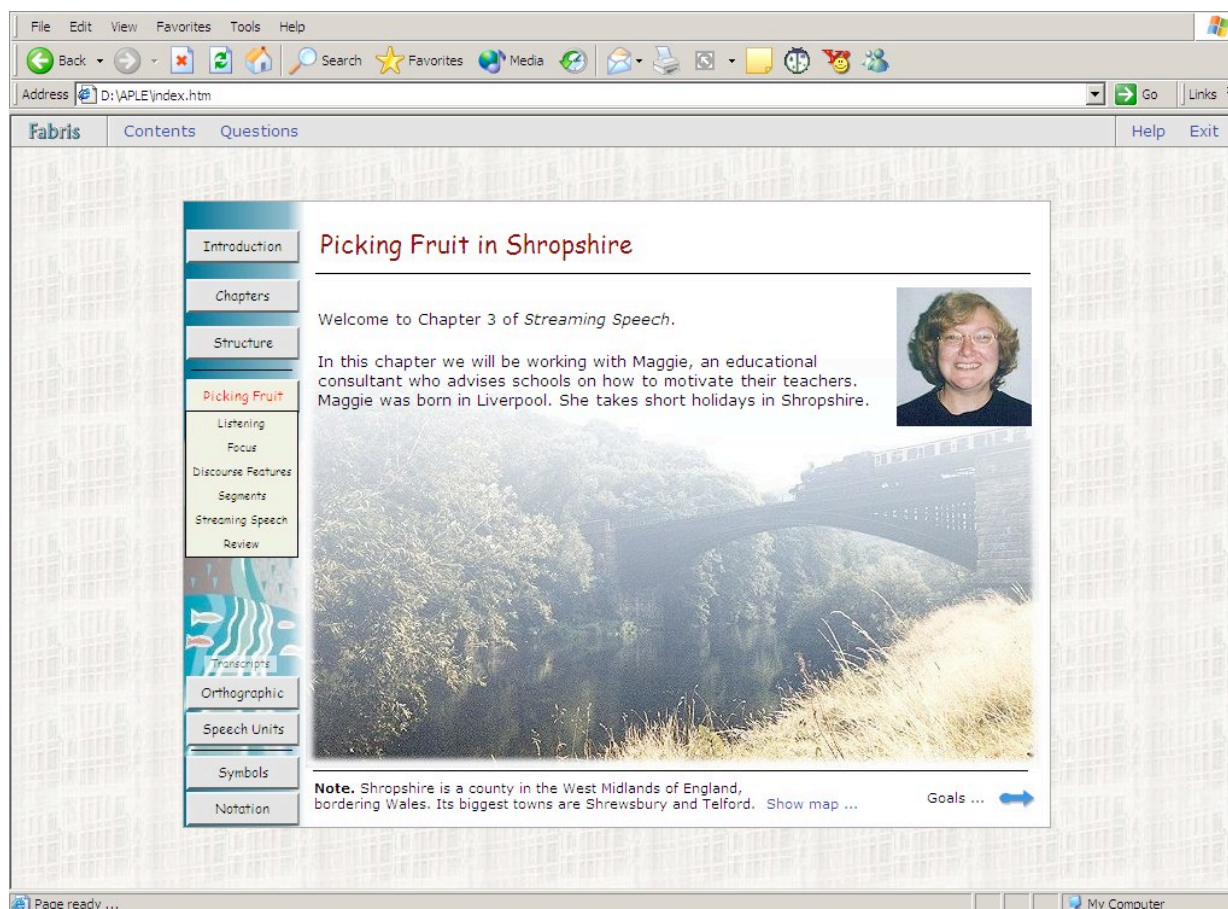 File Edit View Favorites Tools Help
Back Search Favorites Media
Address D:\APLE\index.htm Go Links
Fabris Contents Questions Help Exit
Introduction
Chapters
Structure
Picking Fruit
Listening
Focus
Discourse Features
Segments
Streaming Speech
Review
Transcripts
Orthographic
Speech Units
Symbols
Notation
Picking Fruit in Shropshire
Welcome to Chapter 3 of Streaming Speech.
In this chapter we will be working with Maggie, an educational
consultant who advises schools on how to motivate their teachers.
Maggie was born in Liverpool. She takes short holidays in Shropshire.
Note. Shropshire is a county in the West Midlands of England,
bordering Wales. Its biggest towns are Shrewsbury and Telford. Show map ...
Goals ...
Page ready ... My Computer